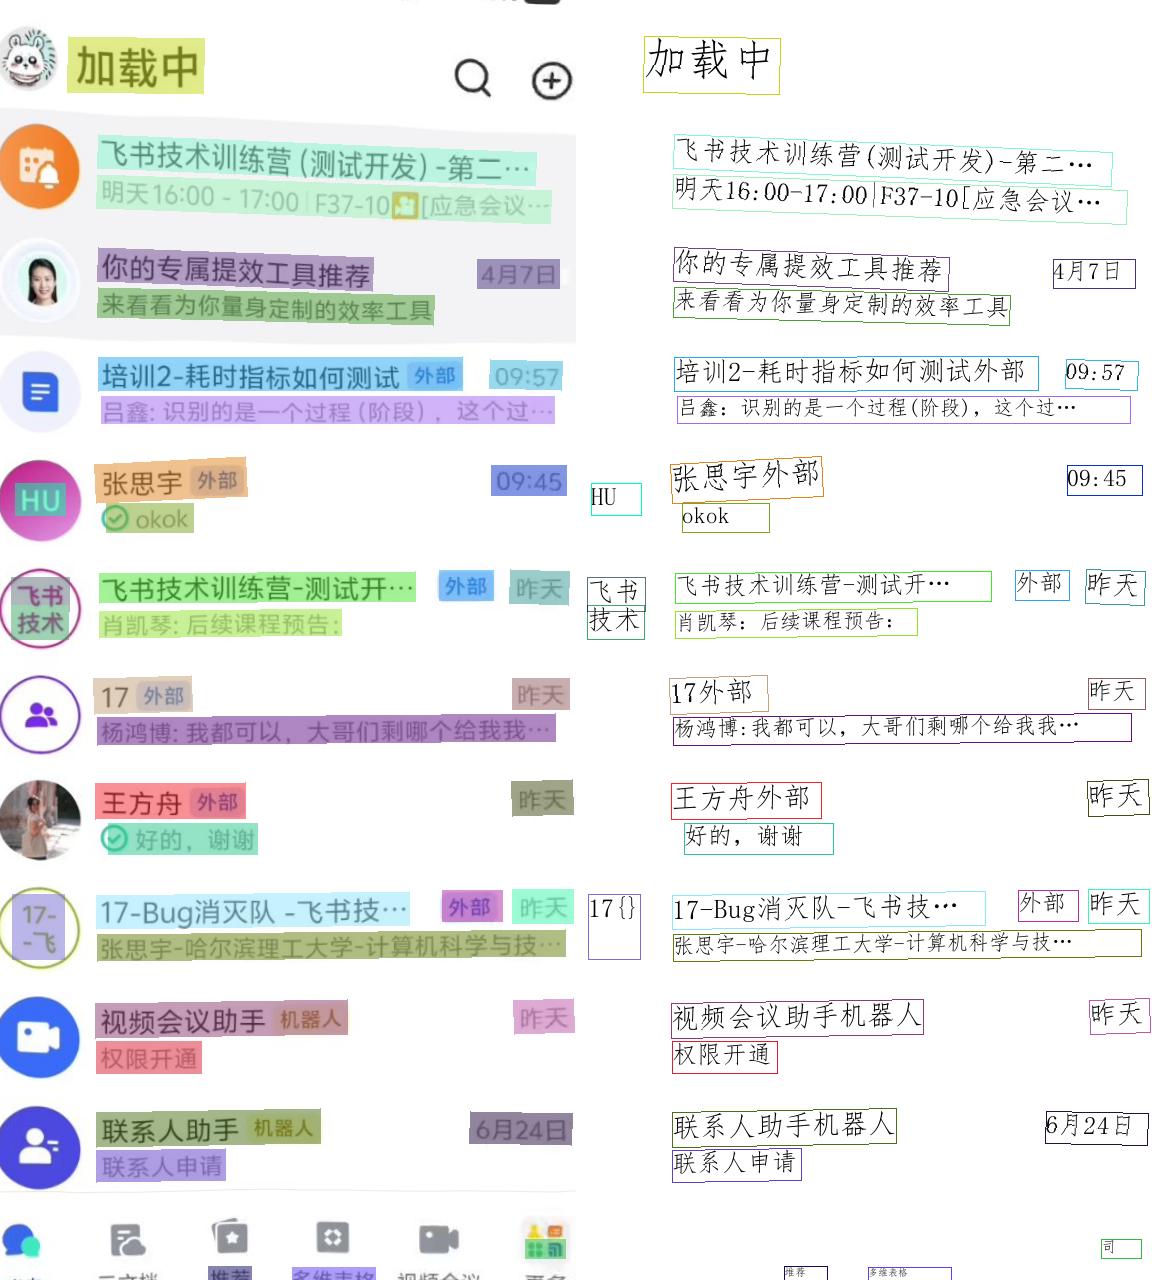 加载中
飞书技术训练营 (测试开发) -第二…
明天16:00 - 17:00 | F37-10 [应急会议…
你的专属提效工具推荐 4月7日
来看看为你量身定制的效率工具
培训2-耗时指标如何测试 外部 09:57
吕鑫: 识别的是一个过程 (阶段) ，这个过…
HU
张思宇 外部 09:45
okok
飞书
技术
飞书技术训练营-测试开… 外部 昨天
肖凯琴: 后续课程预告:
17 外部 昨天
杨鸿博: 我都可以，大哥们剩哪个给我我…
王方舟 外部 昨天
好的，谢谢
17-
-飞
17-Bug消灭队 -飞书技… 外部 昨天
张思宇-哈尔滨理工大学-计算机科学与技…
视频会议助手 机器人 昨天
权限开通
联系人助手 机器人 6月24日
联系人申请
推荐
多维表格
视频会议
加载中
飞书技术训练营(测试开发)-第二…
明天16:00-17:00|F37-10[应急会议…
你的专属提效工具推荐 4月7日
来看看为你量身定制的效率工具
培训2-耗时指标如何测试外部 09:57
吕鑫: 识别的是一个过程(阶段)，这个过…
HU
张思宇外部 09:45
okok
飞书
技术
飞书技术训练营-测试开… 外部 昨天
肖凯琴: 后续课程预告:
17外部 昨天
杨鸿博:我都可以，大哥们剩哪个给我我…
王方舟外部 昨天
好的，谢谢
17{}
17-Bug消灭队-飞书技… 外部 昨天
张思宇-哈尔滨理工大学-计算机科学与技…
视频会议助手机器人 昨天
权限开通
联系人助手机器人 6月24日
联系人申请
司
推荐
多维表格